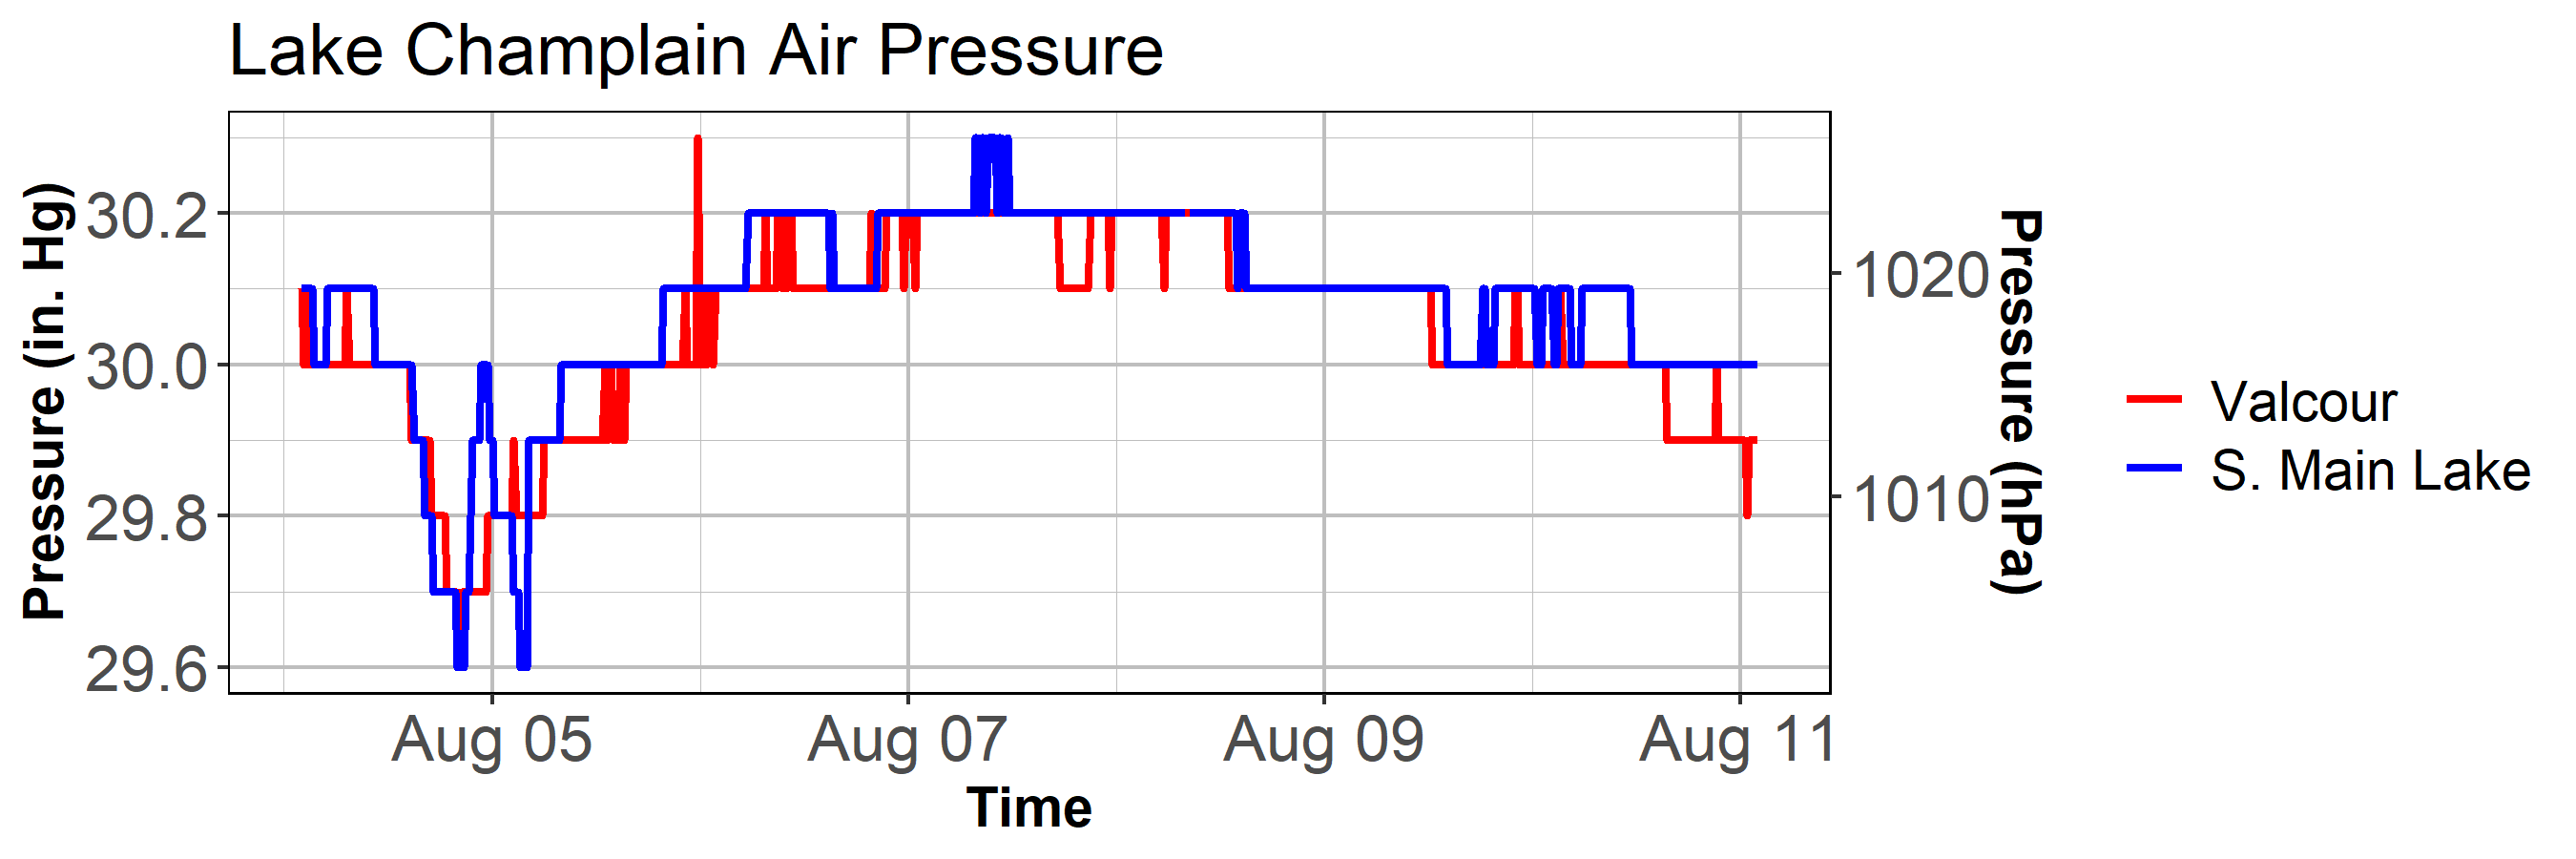 Lake Champlain Air Pressure
Pressure (in. Hg)
30.2
30.0
29.8
29.6
Aug 05
Aug 07
Aug 09
Aug 11
Time
1020
1010
Pressure (hPa)
Valcour
S. Main Lake